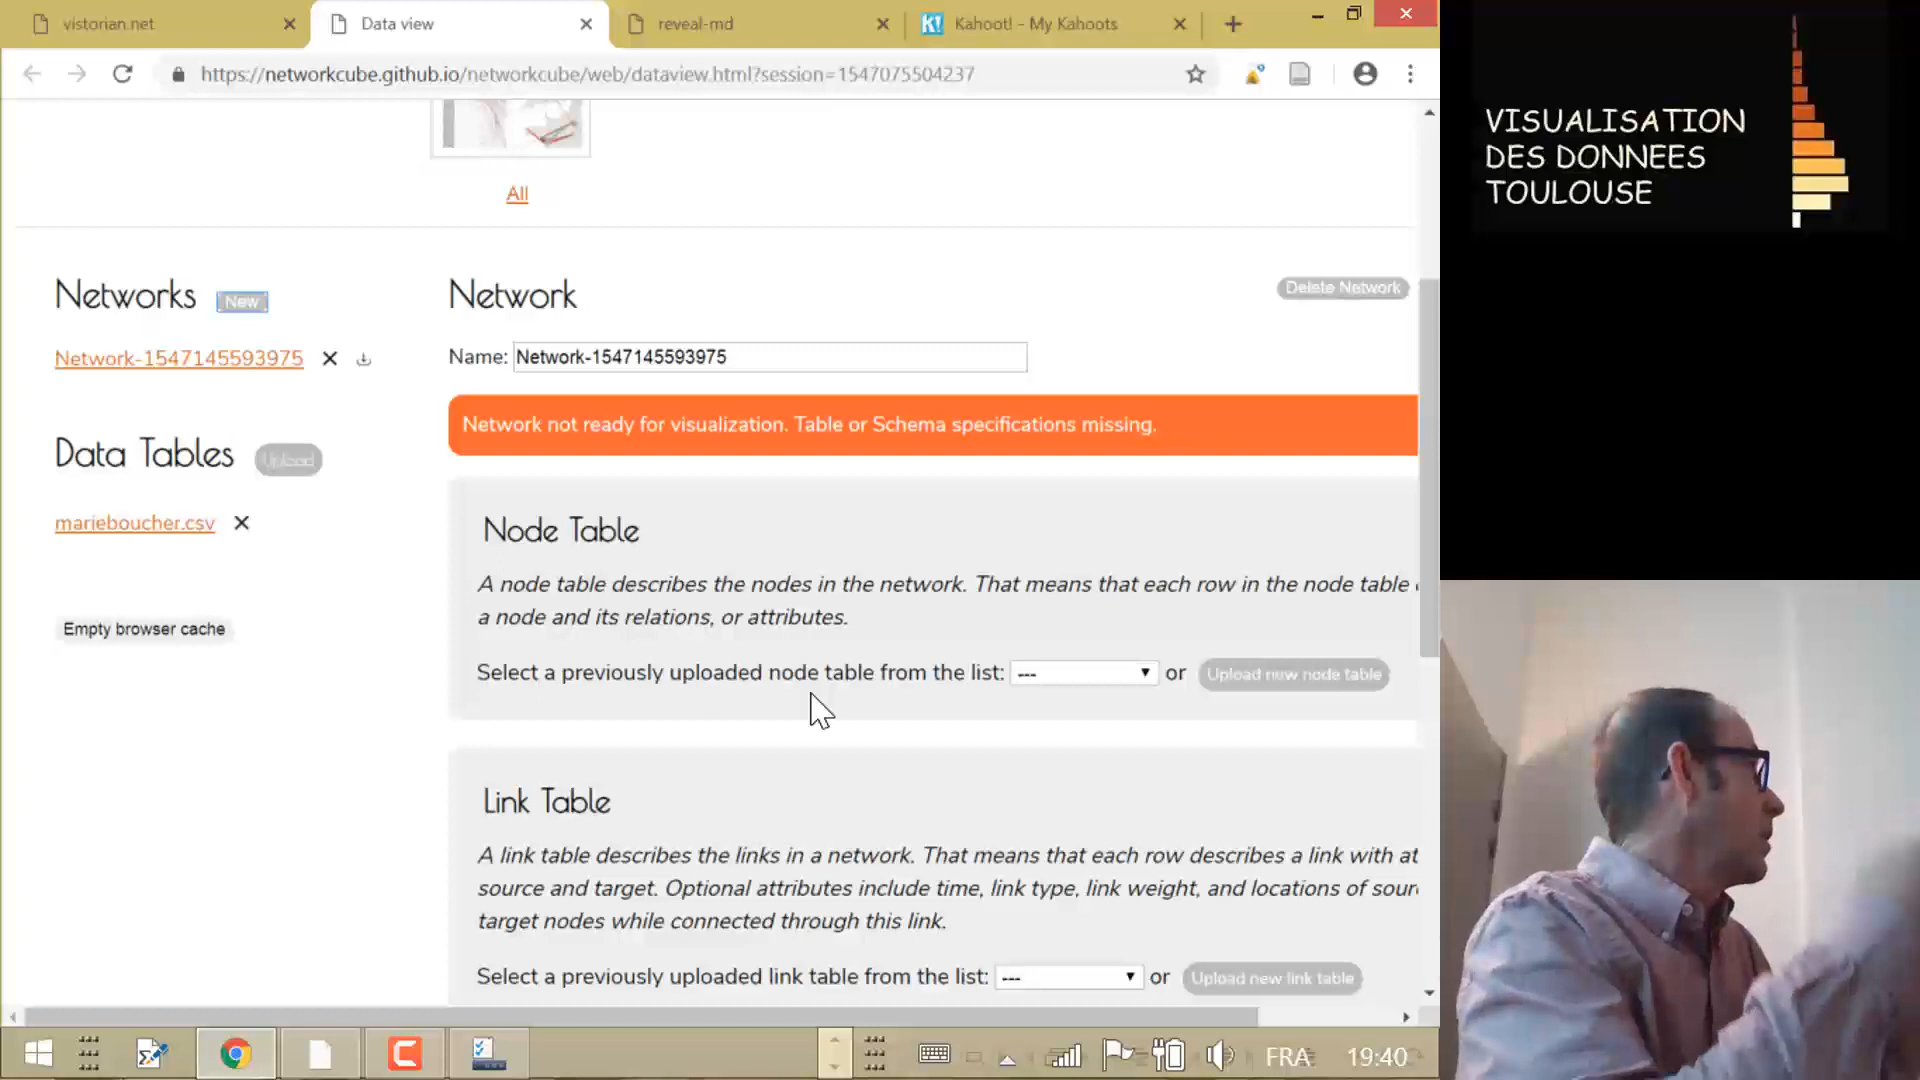 vistorian.net
Data view
reveal-md
K! Kahoot! - My Kahoots
https://networkcube.github.io/networkcube/web/dataview.html?session=1547075504237
All
Networks New
Network-1547145593975
Data Tables Upload
marieboucher.csv
Empty browser cache
Network
Delete Network
Name: Network-1547145593975
Network not ready for visualization. Table or Schema specifications missing.
Node Table
A node table describes the nodes in the network. That means that each row in the node table
a node and its relations, or attributes.
Select a previously uploaded node table from the list: --- or Upload new node table
Link Table
A link table describes the links in a network. That means that each row describes a link with at
source and target. Optional attributes include time, link type, link weight, and locations of sour
target nodes while connected through this link.
Select a previously uploaded link table from the list: --- or Upload new link table
FRA 19:40
VISUALISATION
DES DONNEES
TOULOUSE